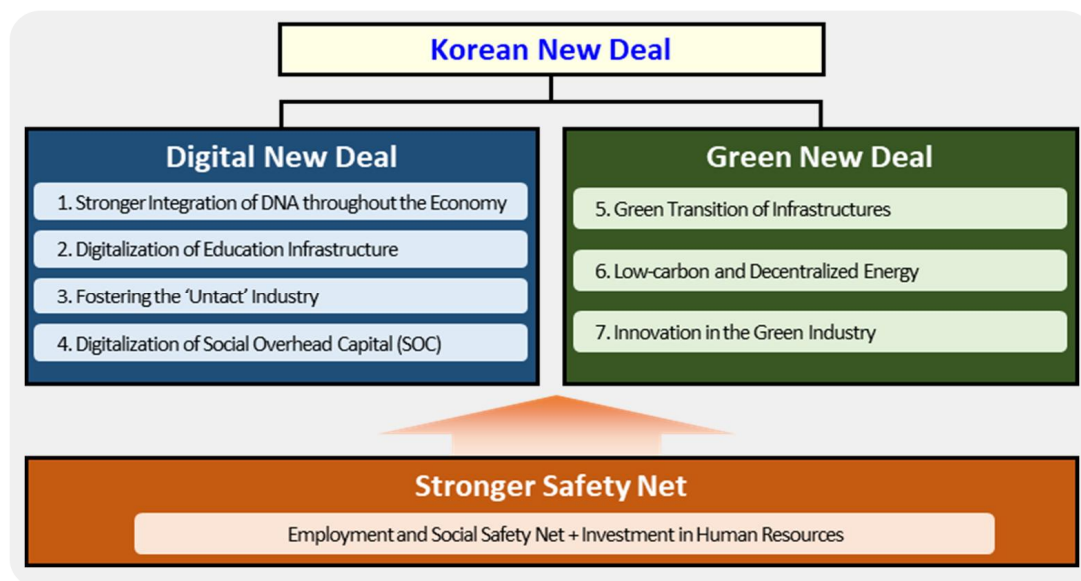 Korean New Deal
Digital New Deal
1. Stronger Integration of DNA throughout the Economy
2. Digitalization of Education Infrastructure
3. Fostering the ‘Untact’ Industry
4. Digitalization of Social Overhead Capital (SOC)
Green New Deal
5. Green Transition of Infrastructures
6. Low-carbon and Decentralized Energy
7. Innovation in the Green Industry
Stronger Safety Net
Employment and Social Safety Net + Investment in Human Resources